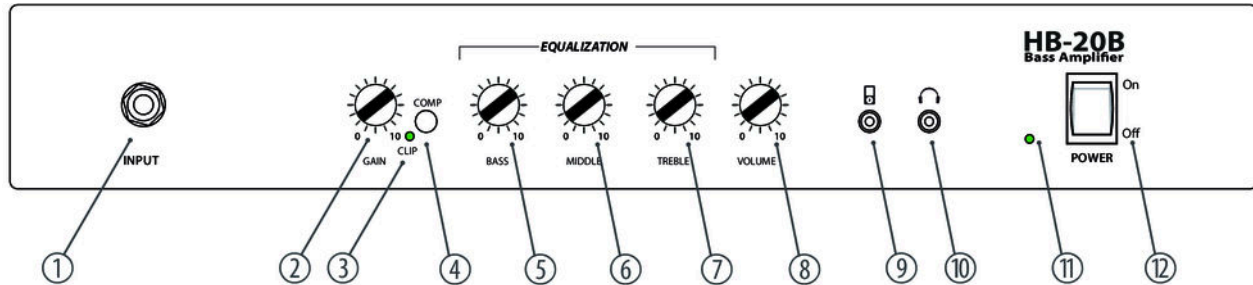 EQUALIZATION
HB-20B
Bass Amplifier
COMP
On
0 10
0 10
0 10
0 10
0 10
CLIP
Off
INPUT
GAIN
BASS
MIDDLE
TREBLE
VOLUME
POWER
1 2 3 4 5 6 7 8 9 10 11 12